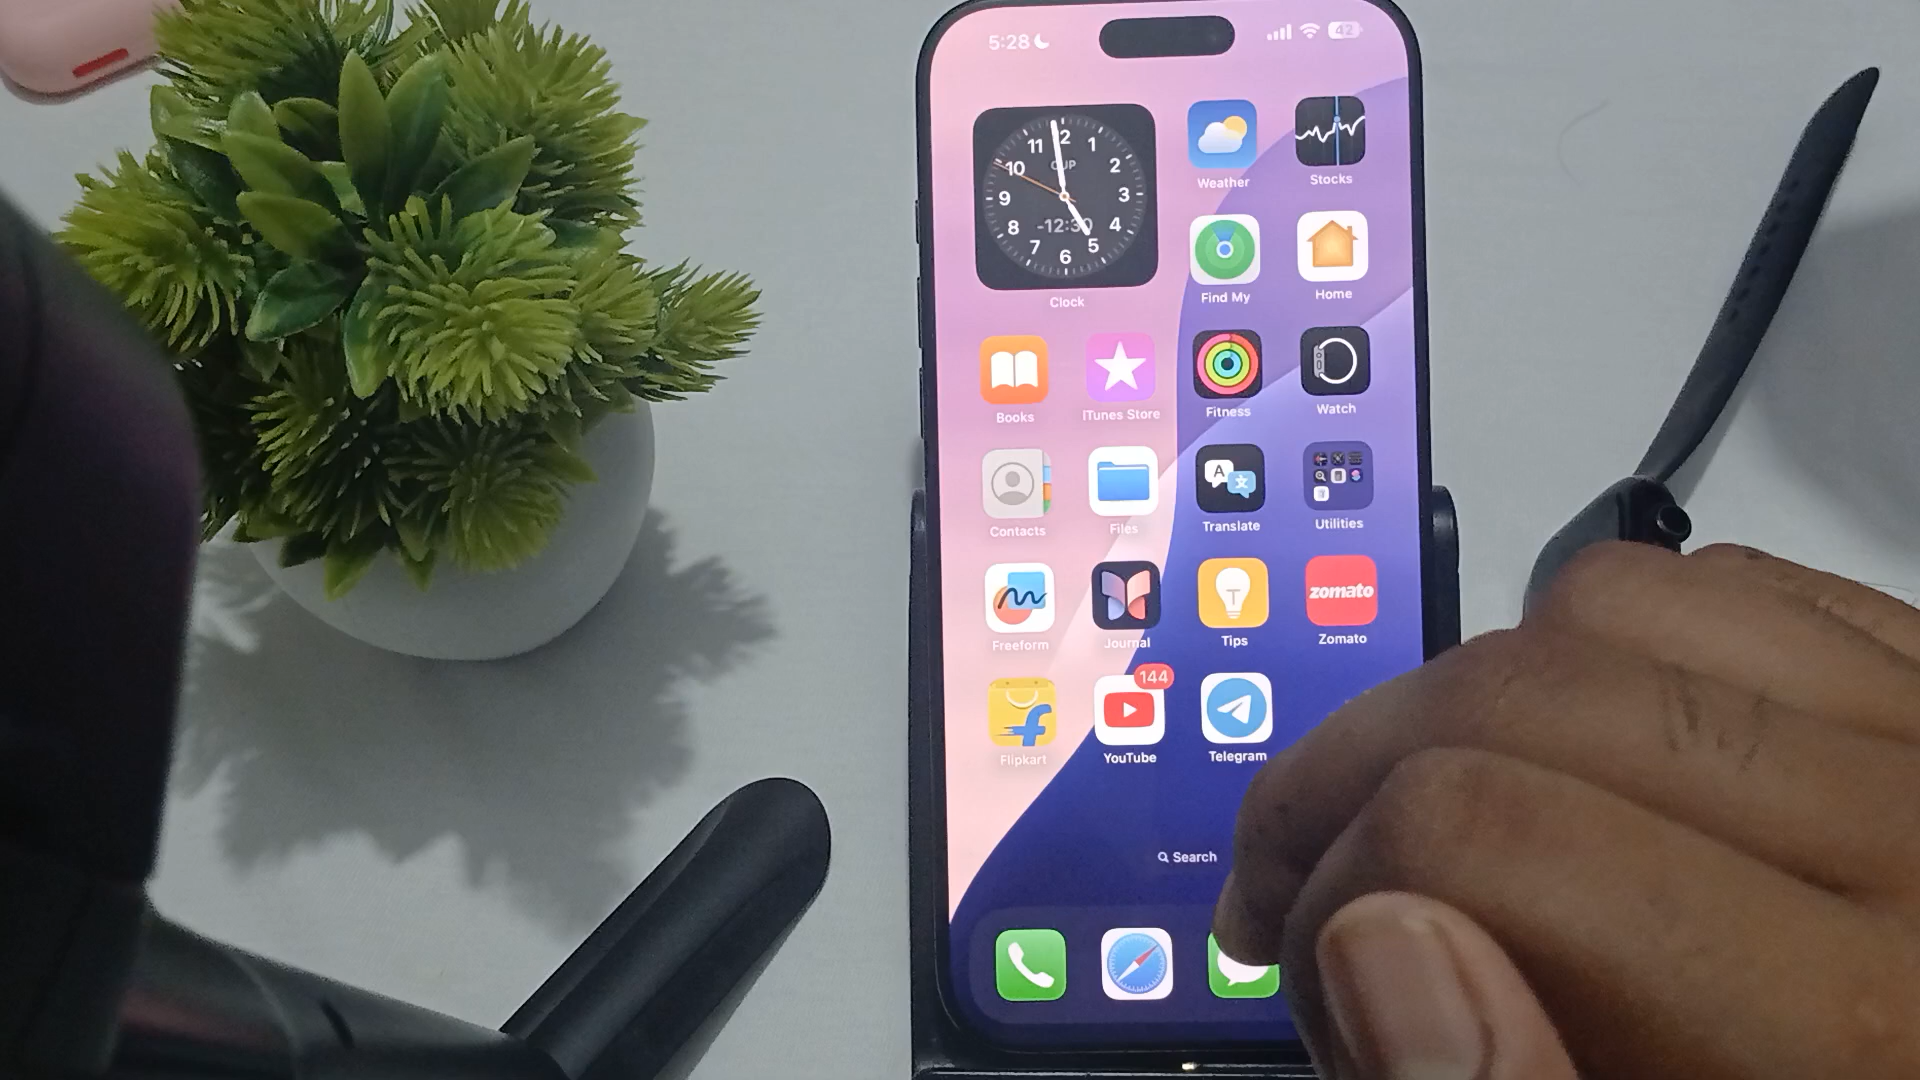 5:28
42
12
1
2
3
4
5
6
7
8
9
10
11
CUP
-12:30
Clock
Weather
Stocks
Find My
Home
Books
iTunes Store
Fitness
Watch
Contacts
Files
A
文
Translate
Utilities
Freeform
Journal
T
Tips
zomato
Zomato
f
Flipkart
144
YouTube
Telegram
Search